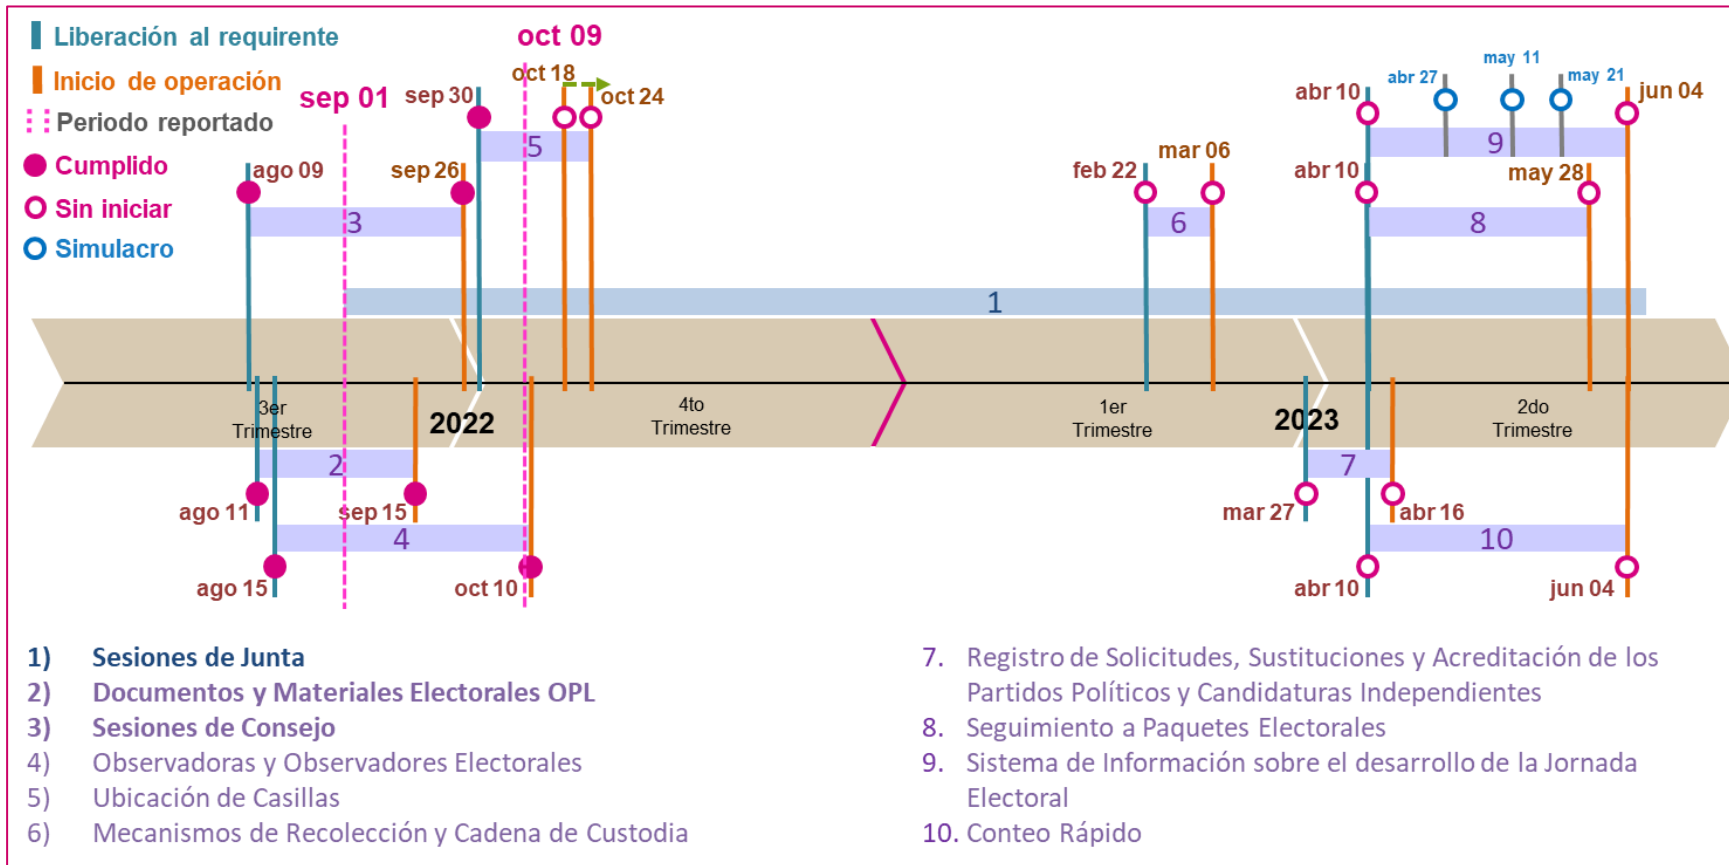 Liberación al requirente
Inicio de operación
Periodo reportado
Cumplido
Sin iniciar
Simulacro
sep 01
oct 09
ago 09
sep 26
sep 30
oct 18
oct 24
feb 22
mar 06
abr 10
abr 27
may 11
may 21
jun 04
abr 10
may 28
3
5
6
9
8
1
3er
Trimestre
2022
4to
Trimestre
1er
Trimestre
2023
2do
Trimestre
2
7
ago 11
sep 15
mar 27
abr 16
4
10
ago 15
oct 10
abr 10
jun 04
1) Sesiones de Junta
2) Documentos y Materiales Electorales OPL
3) Sesiones de Consejo
4) Observadoras y Observadores Electorales
5) Ubicación de Casillas
6) Mecanismos de Recolección y Cadena de Custodia
7. Registro de Solicitudes, Sustituciones y Acreditación de los
Partidos Políticos y Candidaturas Independientes
8. Seguimiento a Paquetes Electorales
9. Sistema de Información sobre el desarrollo de la Jornada
Electoral
10. Conteo Rápido